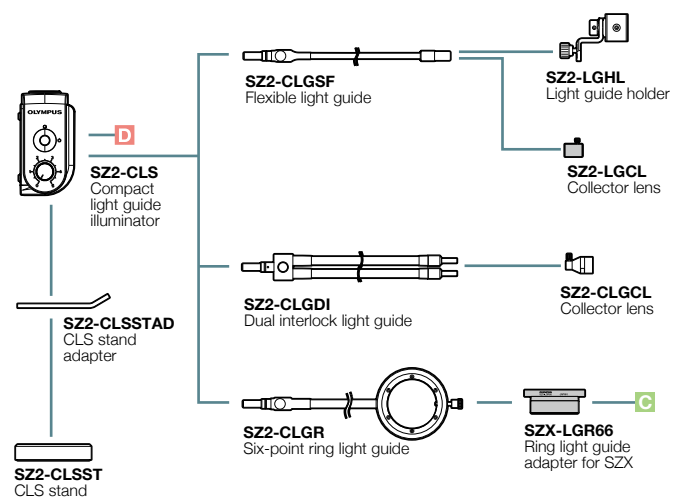 SZ2-CLGSF
Flexible light guide
SZ2-LGHL
Light guide holder
OLYMPUS
D
SZ2-CLS
Compact
light guide
illuminator
SZ2-LGCL
Collector lens
SZ2-CLGDI
Dual interlock light guide
SZ2-CLGCL
Collector lens
SZ2-CLSSTAD
CLS stand
adapter
SZ2-CLGR
Six-point ring light guide
C
SZX-LGR66
Ring light guide
adapter for SZX
SZ2-CLSST
CLS stand